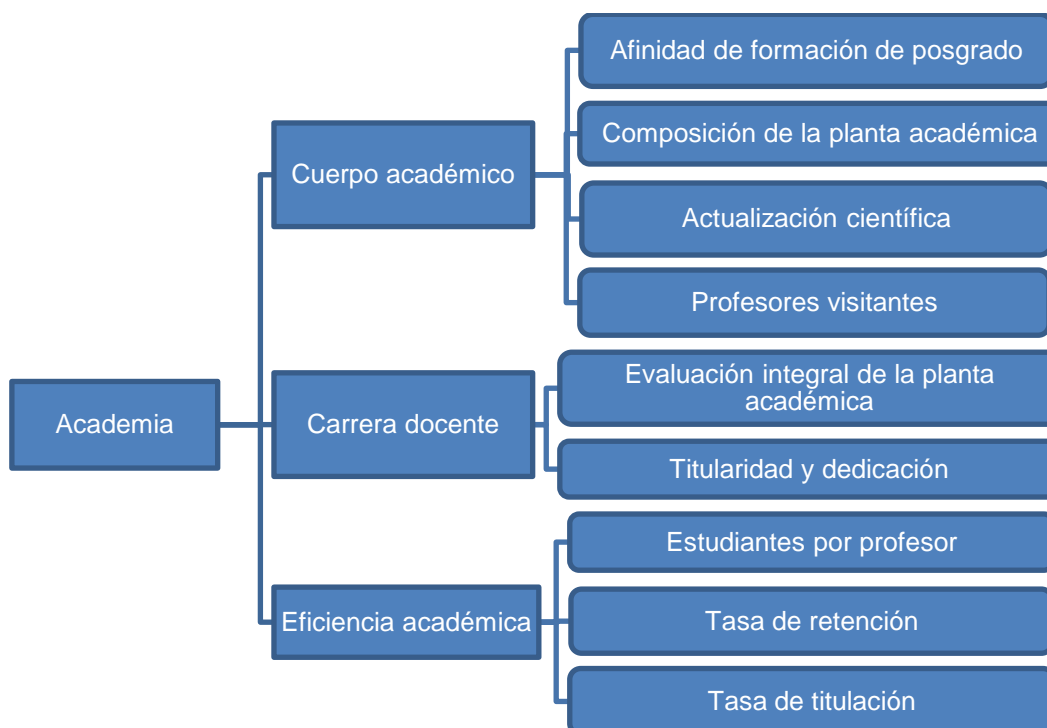 Afinidad de formación de posgrado
Composición de la planta académica
Cuerpo académico
Actualización científica
Profesores visitantes
Evaluación integral de la planta
académica
Academia
Carrera docente
Titularidad y dedicación
Estudiantes por profesor
Eficiencia académica
Tasa de retención
Tasa de titulación